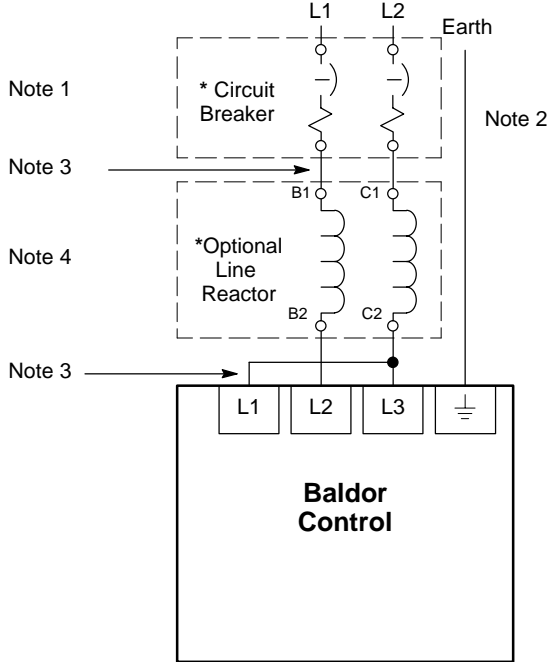 L1 L2
Earth
Note 1
* Circuit
Breaker
Note 2
Note 3
B1 C1
Note 4
*Optional
Line
Reactor
B2 C2
Note 3
L1 L2 L3
Baldor
Control